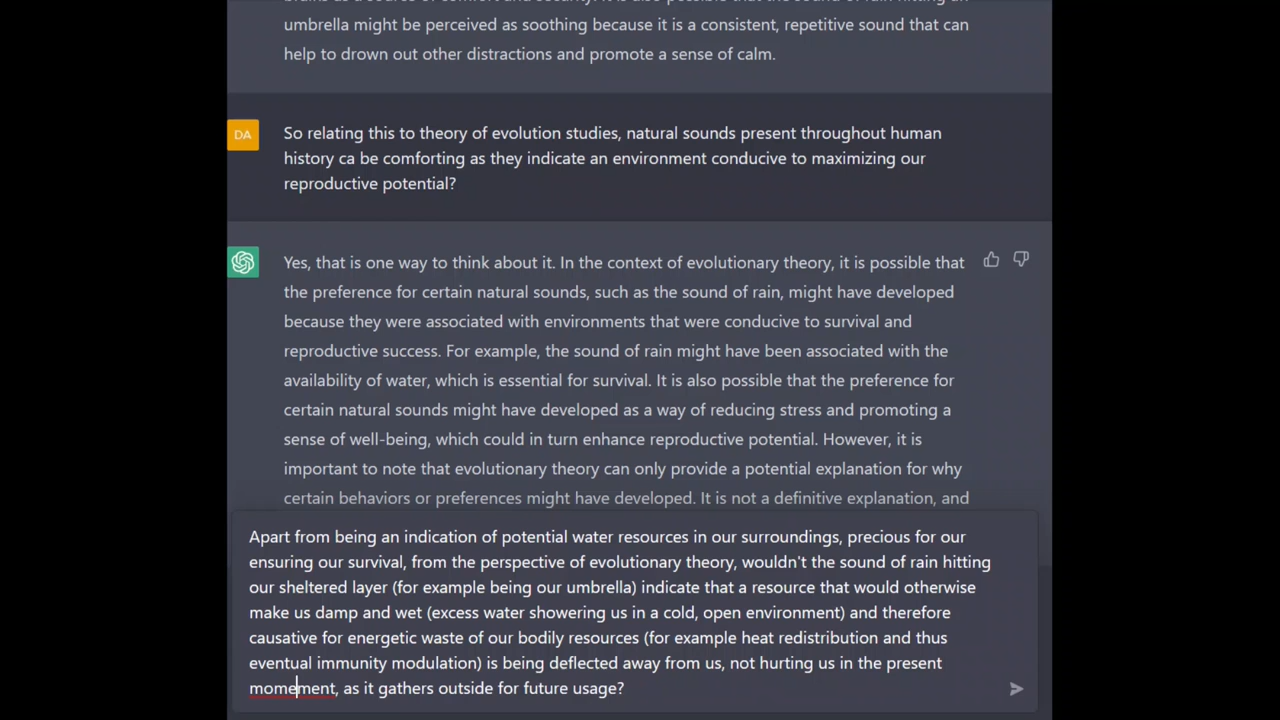 umbrella might be perceived as soothing because it is a consistent, repetitive sound that can
help to drown out other distractions and promote a sense of calm.
DA
So relating this to theory of evolution studies, natural sounds present throughout human
history ca be comforting as they indicate an environment conducive to maximizing our
reproductive potential?
Yes, that is one way to think about it. In the context of evolutionary theory, it is possible that
the preference for certain natural sounds, such as the sound of rain, might have developed
because they were associated with environments that were conducive to survival and
reproductive success. For example, the sound of rain might have been associated with the
availability of water, which is essential for survival. It is also possible that the preference for
certain natural sounds might have developed as a way of reducing stress and promoting a
sense of well-being, which could in turn enhance reproductive potential. However, it is
important to note that evolutionary theory can only provide a potential explanation for why
certain behaviors or preferences might have developed. It is not a definitive explanation, and
Apart from being an indication of potential water resources in our surroundings, precious for our
ensuring our survival, from the perspective of evolutionary theory, wouldn't the sound of rain hitting
our sheltered layer (for example being our umbrella) indicate that a resource that would otherwise
make us damp and wet (excess water showering us in a cold, open environment) and therefore
causative for energetic waste of our bodily resources (for example heat redistribution and thus
eventual immunity modulation) is being deflected away from us, not hurting us in the present
momement, as it gathers outside for future usage?